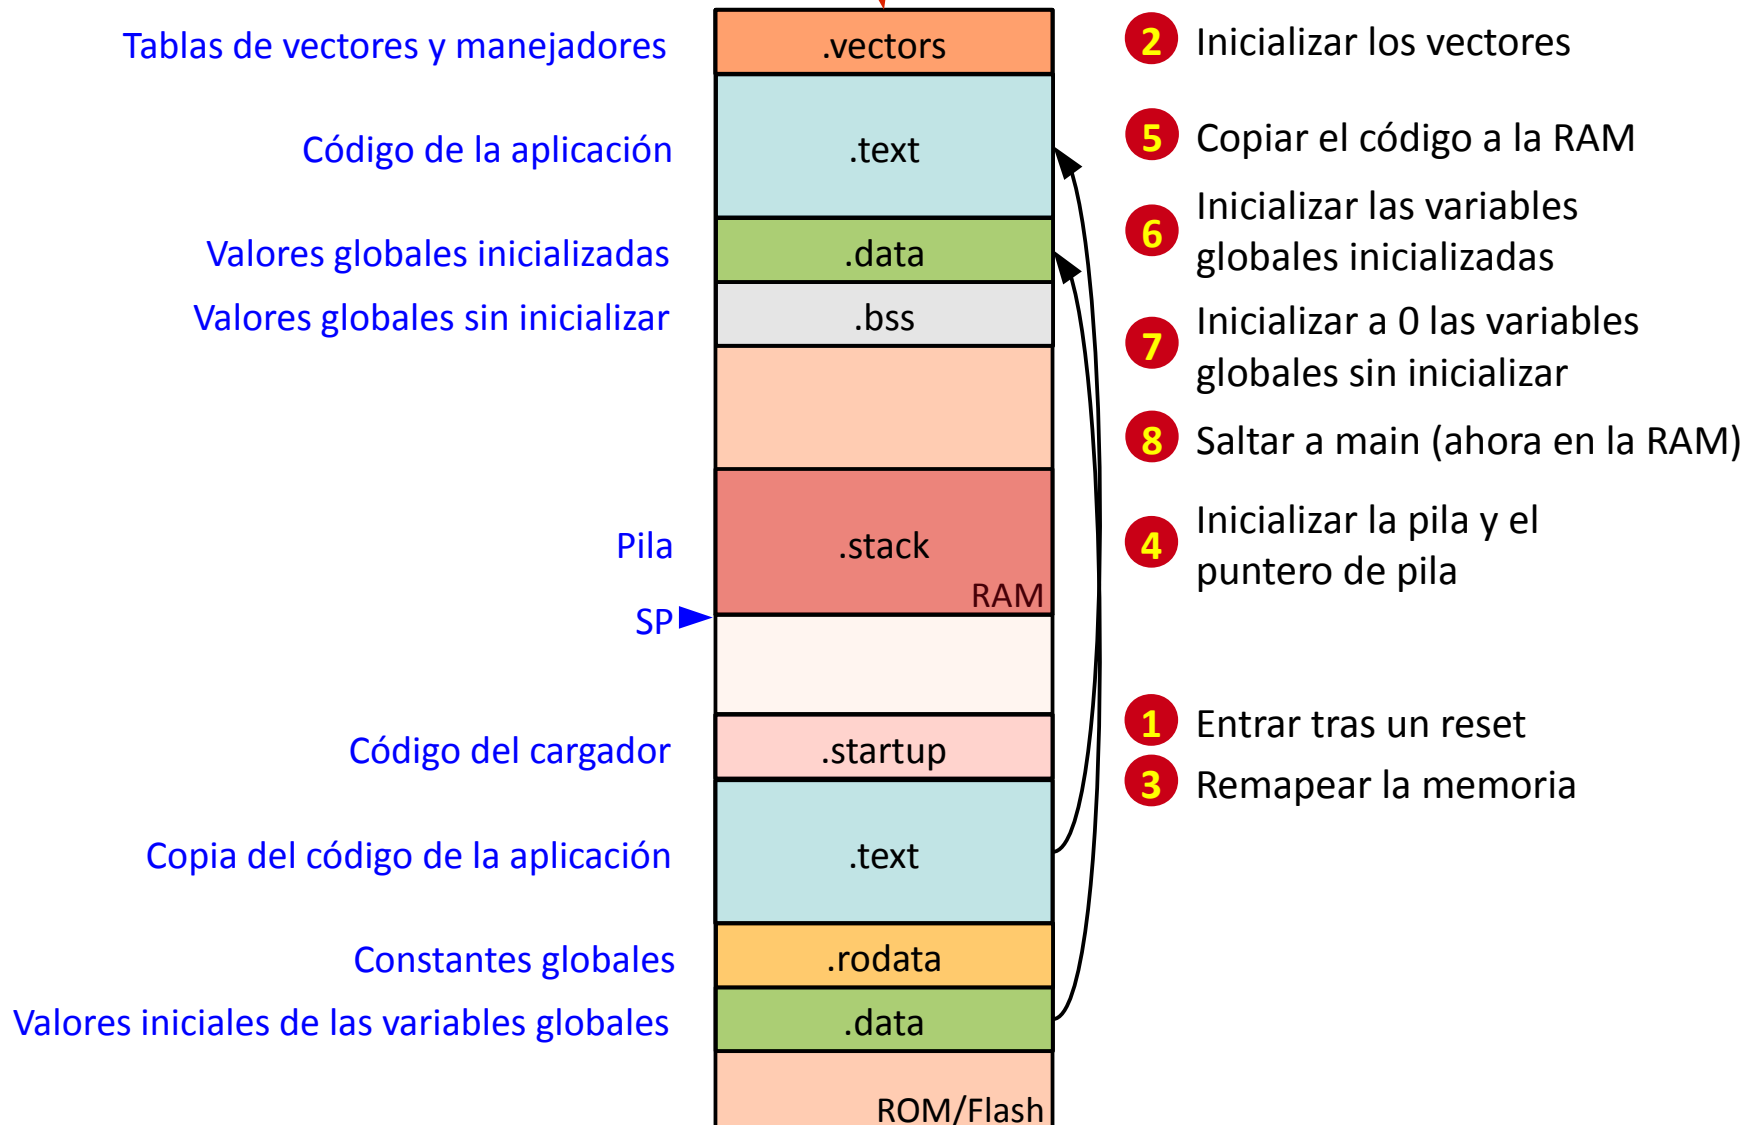 Tablas de vectores y manejadores
.vectors
2 Inicializar los vectores
Código de la aplicación
.text
5 Copiar el código a la RAM
6 Inicializar las variables
globales inicializadas
Valores globales inicializadas
.data
Valores globales sin inicializar
.bss
7 Inicializar a 0 las variables
globales sin inicializar
8 Saltar a main (ahora en la RAM)
Pila
.stack
4 Inicializar la pila y el
puntero de pila
RAM
SP
1 Entrar tras un reset
Código del cargador
.startup
3 Remapear la memoria
Copia del código de la aplicación
.text
Constantes globales
.rodata
Valores iniciales de las variables globales
.data
ROM/Flash